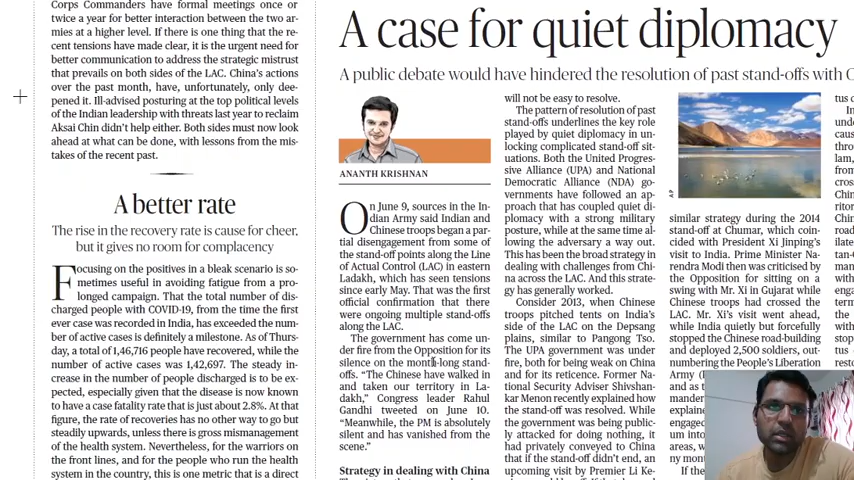 Corps Commanders have formal meetings once or
twice a year for better interaction between the two ar-
mies at a higher level. If there is one thing that the re-
cent tensions have made clear, it is the urgent need for
better communication to address the strategic mistrust
that prevails on both sides of the LAC. China's actions
over the past month, have, unfortunately, only dee-
pened it. Ill-advised posturing at the top political levels
of the Indian leadership with threats last year to reclaim
Aksai Chin didn't help either. Both sides must now look
ahead at what can be done, with lessons from the mis-
takes of the recent past.
A better rate
The rise in the recovery rate is cause for cheer,
but it gives no room for complacency
Focusing on the positives in a bleak scenario is so-
metimes useful in avoiding fatigue from a pro-
longed campaign. That the total number of dis-
charged people with COVID-19, from the time the first
ever case was recorded in India, has exceeded the num-
ber of active cases is definitely a milestone. As of Thurs-
day, a total of 1,46,716 people have recovered, while the
number of active cases was 1,42,697. The steady in-
crease in the number of people discharged is to be ex-
pected, especially given that the disease is now known
to have a case fatality rate that is just about 2.8%. At that
figure, the rate of recoveries has no other way to go but
steadily upwards, unless there is gross mismanagement
of the health system. Nevertheless, for the warriors on
the front lines, and for the people who run the health
system in the country, this is one metric that is a direct
A case for quiet diplomacy
A public debate would have hindered the resolution of past stand-offs with C
ANANTH KRISHNAN
On June 9, sources in the In-
dian Army said Indian and
Chinese troops began a par-
tial disengagement from some of
the stand-off points along the Line
of Actual Control (LAC) in eastern
Ladakh, which has seen tensions
since early May. That was the first
official confirmation that there
were ongoing multiple stand-offs
along the LAC.
The government has come un-
der fire from the Opposition for its
silence on the month-long stand-
offs. “The Chinese have walked in
and taken our territory in La-
dakh,” Congress leader Rahul
Gandhi tweeted on June 10.
“Meanwhile, the PM is absolutely
silent and has vanished from the
scene.”
Strategy in dealing with China
will not be easy to resolve.
The pattern of resolution of past
stand-offs underlines the key role
played by quiet diplomacy in un-
locking complicated stand-off sit-
uations. Both the United Progres-
sive Alliance (UPA) and National
Democratic Alliance (NDA) go-
vernments have followed an ap-
proach that has coupled quiet di-
plomacy with a strong military
posture, while at the same time al-
lowing the adversary a way out.
This has been the broad strategy in
dealing with challenges from Chi-
na across the LAC. And this strate-
gy has generally worked.
Consider 2013, when Chinese
troops pitched tents on India's
side of the LAC on the Depsang
plains, similar to Pangong Tso.
The UPA government was under
fire, both for being weak on China
and for its reticence. Former Na-
tional Security Adviser Shivshan-
kar Menon recently explained how
the stand-off was resolved. While
the government was being public-
ly attacked for doing nothing, it
had privately conveyed to China
that if the stand-off didn't end, an
upcoming visit by Premier Li Ke-
AP
similar strategy during the 2014
stand-off at Chumar, which coin-
cided with President Xi Jinping's
visit to India. Prime Minister Na-
rendra Modi then was criticised by
the Opposition for sitting on a
swing with Mr. Xi in Gujarat while
Chinese troops had crossed the
LAC. Mr. Xi's visit went ahead,
while India quietly but forcefully
stopped the Chinese road-building
and deployed 2,500 soldiers, out-
numbering the People's Liberation
Army
and as t
mander
explaine
engagem
um into
areas, w
ny mor
If the